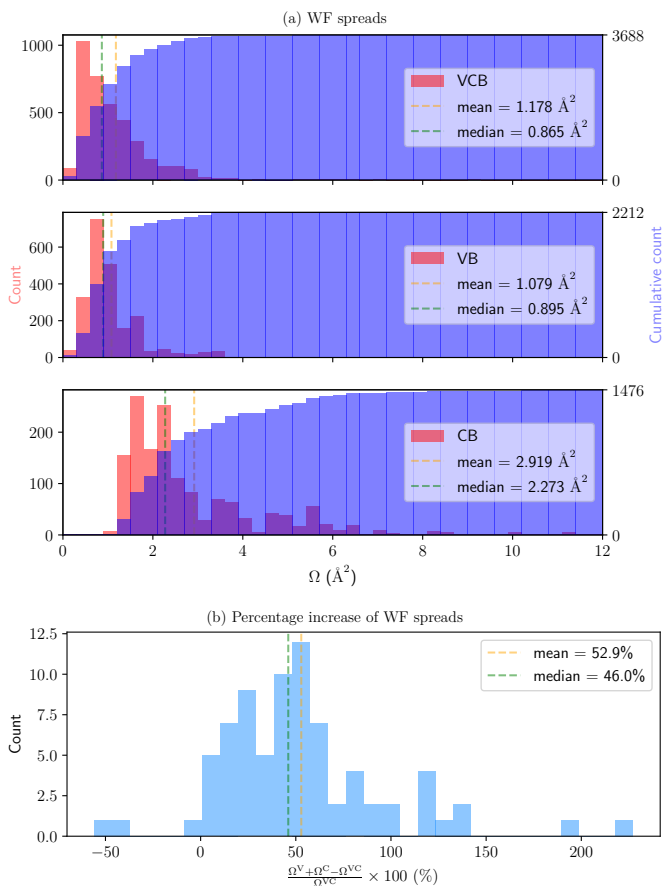 (a) WF spreads
1000
500
0
3688
0
VCB
mean = 1.178 Å²
median = 0.865 Å²
600
400
200
0
2212
0
VB
mean = 1.079 Å²
median = 0.895 Å²
Count
Cumulative count
200
100
0
1476
0
CB
mean = 2.919 Å²
median = 2.273 Å²
0 2 4 6 8 10 12
Ω (Å²)
(b) Percentage increase of WF spreads
12.5
10.0
7.5
5.0
2.5
0.0
Count
mean = 52.9%
median = 46.0%
−50 0 50 100 150 200
Ω^V+Ω^C−Ω^VC
Ω^VC
× 100 (%)